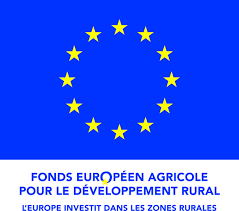 FONDS EUROPÉEN AGRICOLE
POUR LE DÉVELOPPEMENT RURAL
L'EUROPE INVESTIT DANS LES ZONES RURALES